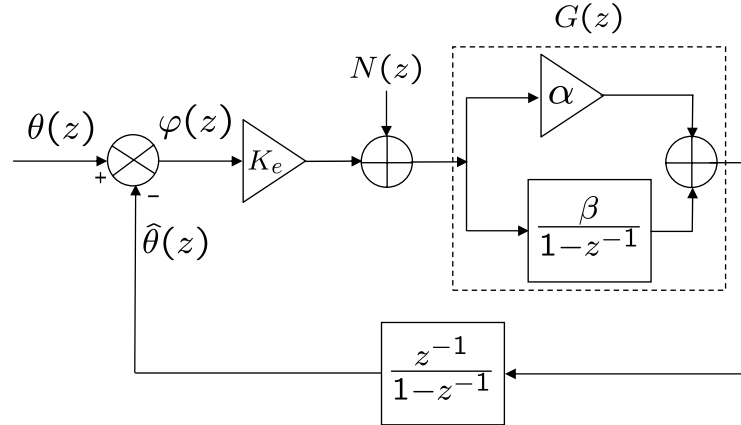 G(z)
N(z)
α
θ(z)
φ(z)
K_e
+
−
β
1−z^{-1}
θ̂(z)
z^{-1}
1−z^{-1}